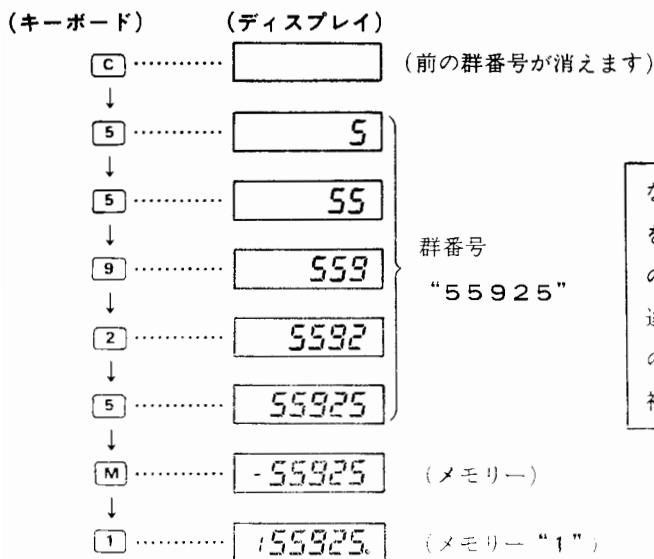 (キーボード) (ディスプレイ)
C (前の群番号が消えます)
5 5
5 55
9 559
群番号
"55925"
2 5592
5 55925
M -55925 (メモリー)
1 155925. (メモリー "1")
な
を
の
の